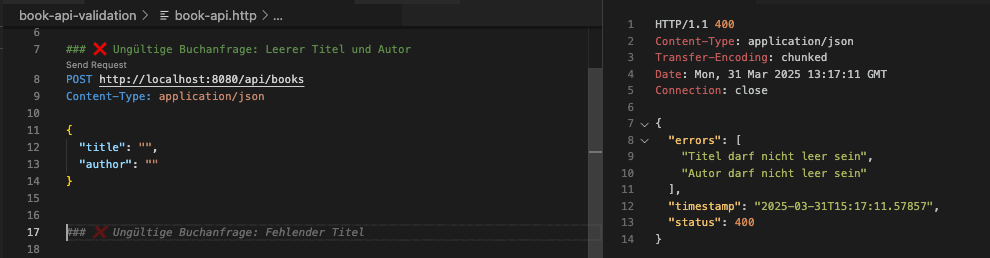 book-api-validation > book-api.http > ...
6
7 ### ❌ Ungültige Buchanfrage: Leerer Titel und Autor
Send Request
8 POST http://localhost:8080/api/books
9 Content-Type: application/json
10
11 {
12 "title": "",
13 "author": ""
14 }
15
16
17 ### ❌ Ungültige Buchanfrage: Fehlender Titel
18
1 HTTP/1.1 400
2 Content-Type: application/json
3 Transfer-Encoding: chunked
4 Date: Mon, 31 Mar 2025 13:17:11 GMT
5 Connection: close
6
7 {
8 "errors": [
9 "Titel darf nicht leer sein",
10 "Autor darf nicht leer sein"
11 ],
12 "timestamp": "2025-03-31T15:17:11.57857",
13 "status": 400
14 }